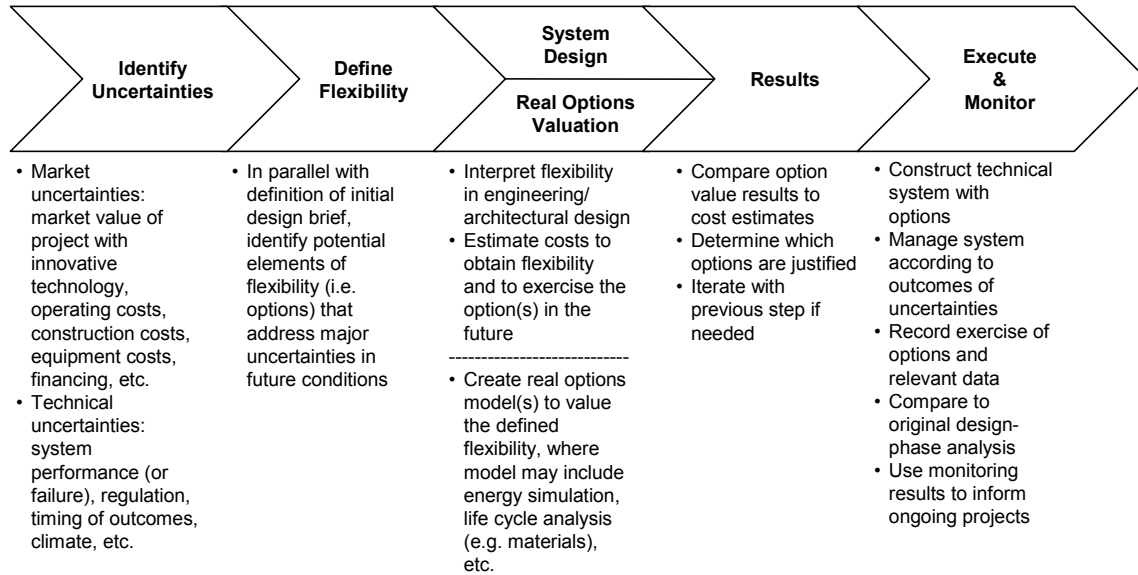 Identify
Uncertainties
Define
Flexibility
System
Design
Real Options
Valuation
Results
Execute
&
Monitor
• Market
uncertainties:
market value of
project with
innovative
technology,
operating costs,
construction costs,
equipment costs,
financing, etc.
• Technical
uncertainties:
system
performance (or
failure), regulation,
timing of outcomes,
climate, etc.
• In parallel with
definition of initial
design brief,
identify potential
elements of
flexibility (i.e.
options) that
address major
uncertainties in
future conditions
• Interpret flexibility
in engineering/
architectural design
• Estimate costs to
obtain flexibility
and to exercise the
option(s) in the
future
----------------------------
• Create real options
model(s) to value
the defined
flexibility, where
model may include
energy simulation,
life cycle analysis
(e.g. materials),
etc.
• Compare option
value results to
cost estimates
• Determine which
options are justified
• Iterate with
previous step if
needed
• Construct technical
system with
options
• Manage system
according to
outcomes of
uncertainties
• Record exercise of
options and
relevant data
• Compare to
original design-
phase analysis
• Use monitoring
results to inform
ongoing projects